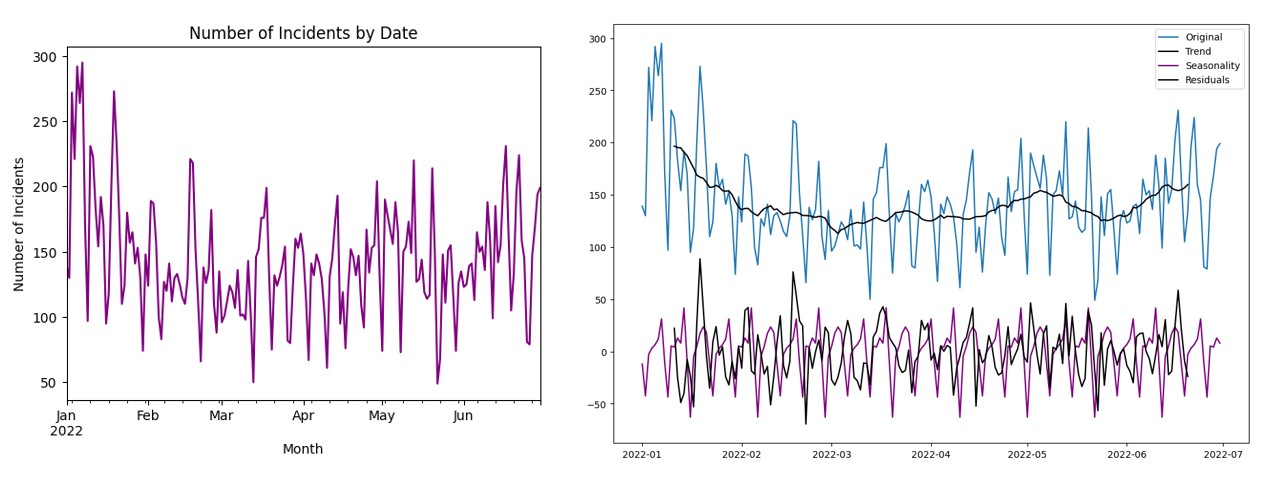 Number of Incidents by Date
Number of Incidents
300
250
200
150
100
50
Jan
2022
Feb
Mar
Apr
May
Jun
Month
Original
Trend
Seasonality
Residuals
300
250
200
150
100
50
0
−50
2022-01
2022-02
2022-03
2022-04
2022-05
2022-06
2022-07